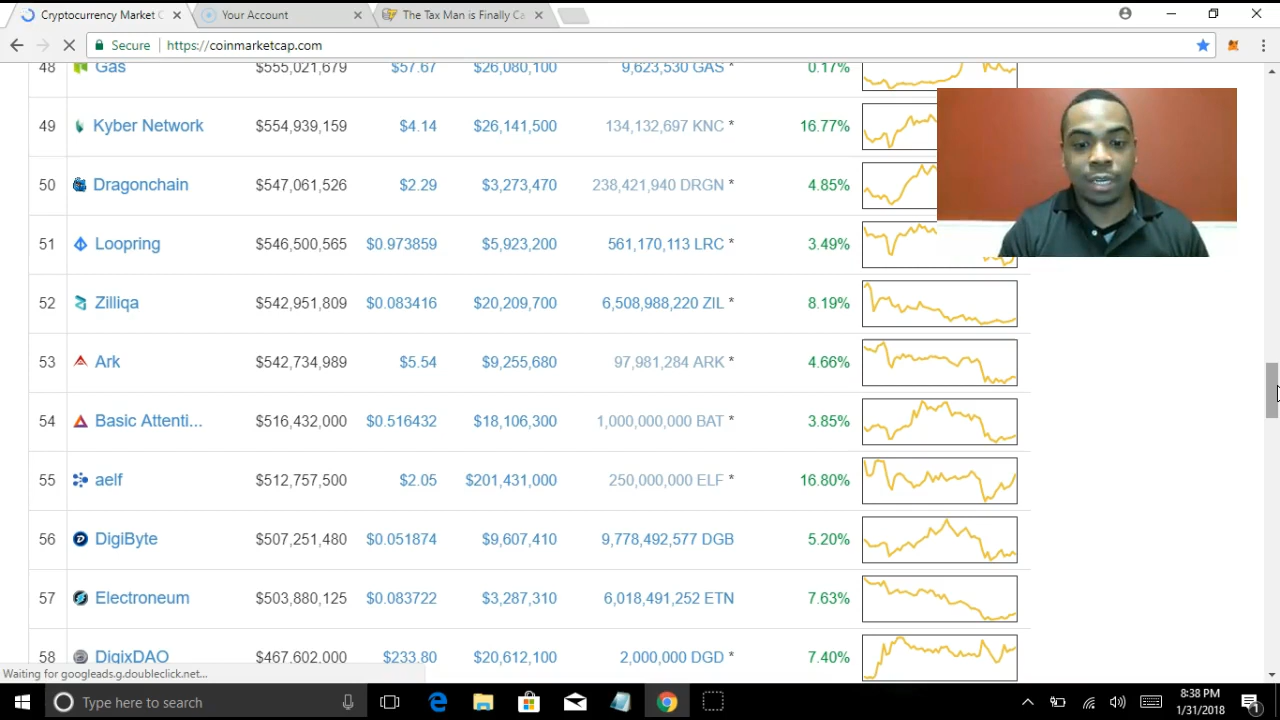 Cryptocurrency Market C
Your Account
The Tax Man is Finally Ca
Secure https://coinmarketcap.com
48 Gas $555,021,679 $57.67 $26,080,100 9,623,530 GAS * 0.17%
49 Kyber Network $554,939,159 $4.14 $26,141,500 134,132,697 KNC * 16.77%
50 Dragonchain $547,061,526 $2.29 $3,273,470 238,421,940 DRGN * 4.85%
51 Loopring $546,500,565 $0.973859 $5,923,200 561,170,113 LRC * 3.49%
52 Zilliqa $542,951,809 $0.083416 $20,209,700 6,508,988,220 ZIL * 8.19%
53 Ark $542,734,989 $5.54 $9,255,680 97,981,284 ARK * 4.66%
54 Basic Attenti... $516,432,000 $0.516432 $18,106,300 1,000,000,000 BAT * 3.85%
55 aelf $512,757,500 $2.05 $201,431,000 250,000,000 ELF * 16.80%
56 DigiByte $507,251,480 $0.051874 $9,607,410 9,778,492,577 DGB 5.20%
57 Electroneum $503,880,125 $0.083722 $3,287,310 6,018,491,252 ETN 7.63%
58 DigixDAO $467,602,000 $233.80 $20,612,100 2,000,000 DGD * 7.40%
Waiting for googleads.g.doubleclick.net...
Type here to search
8:38 PM
1/31/2018
1